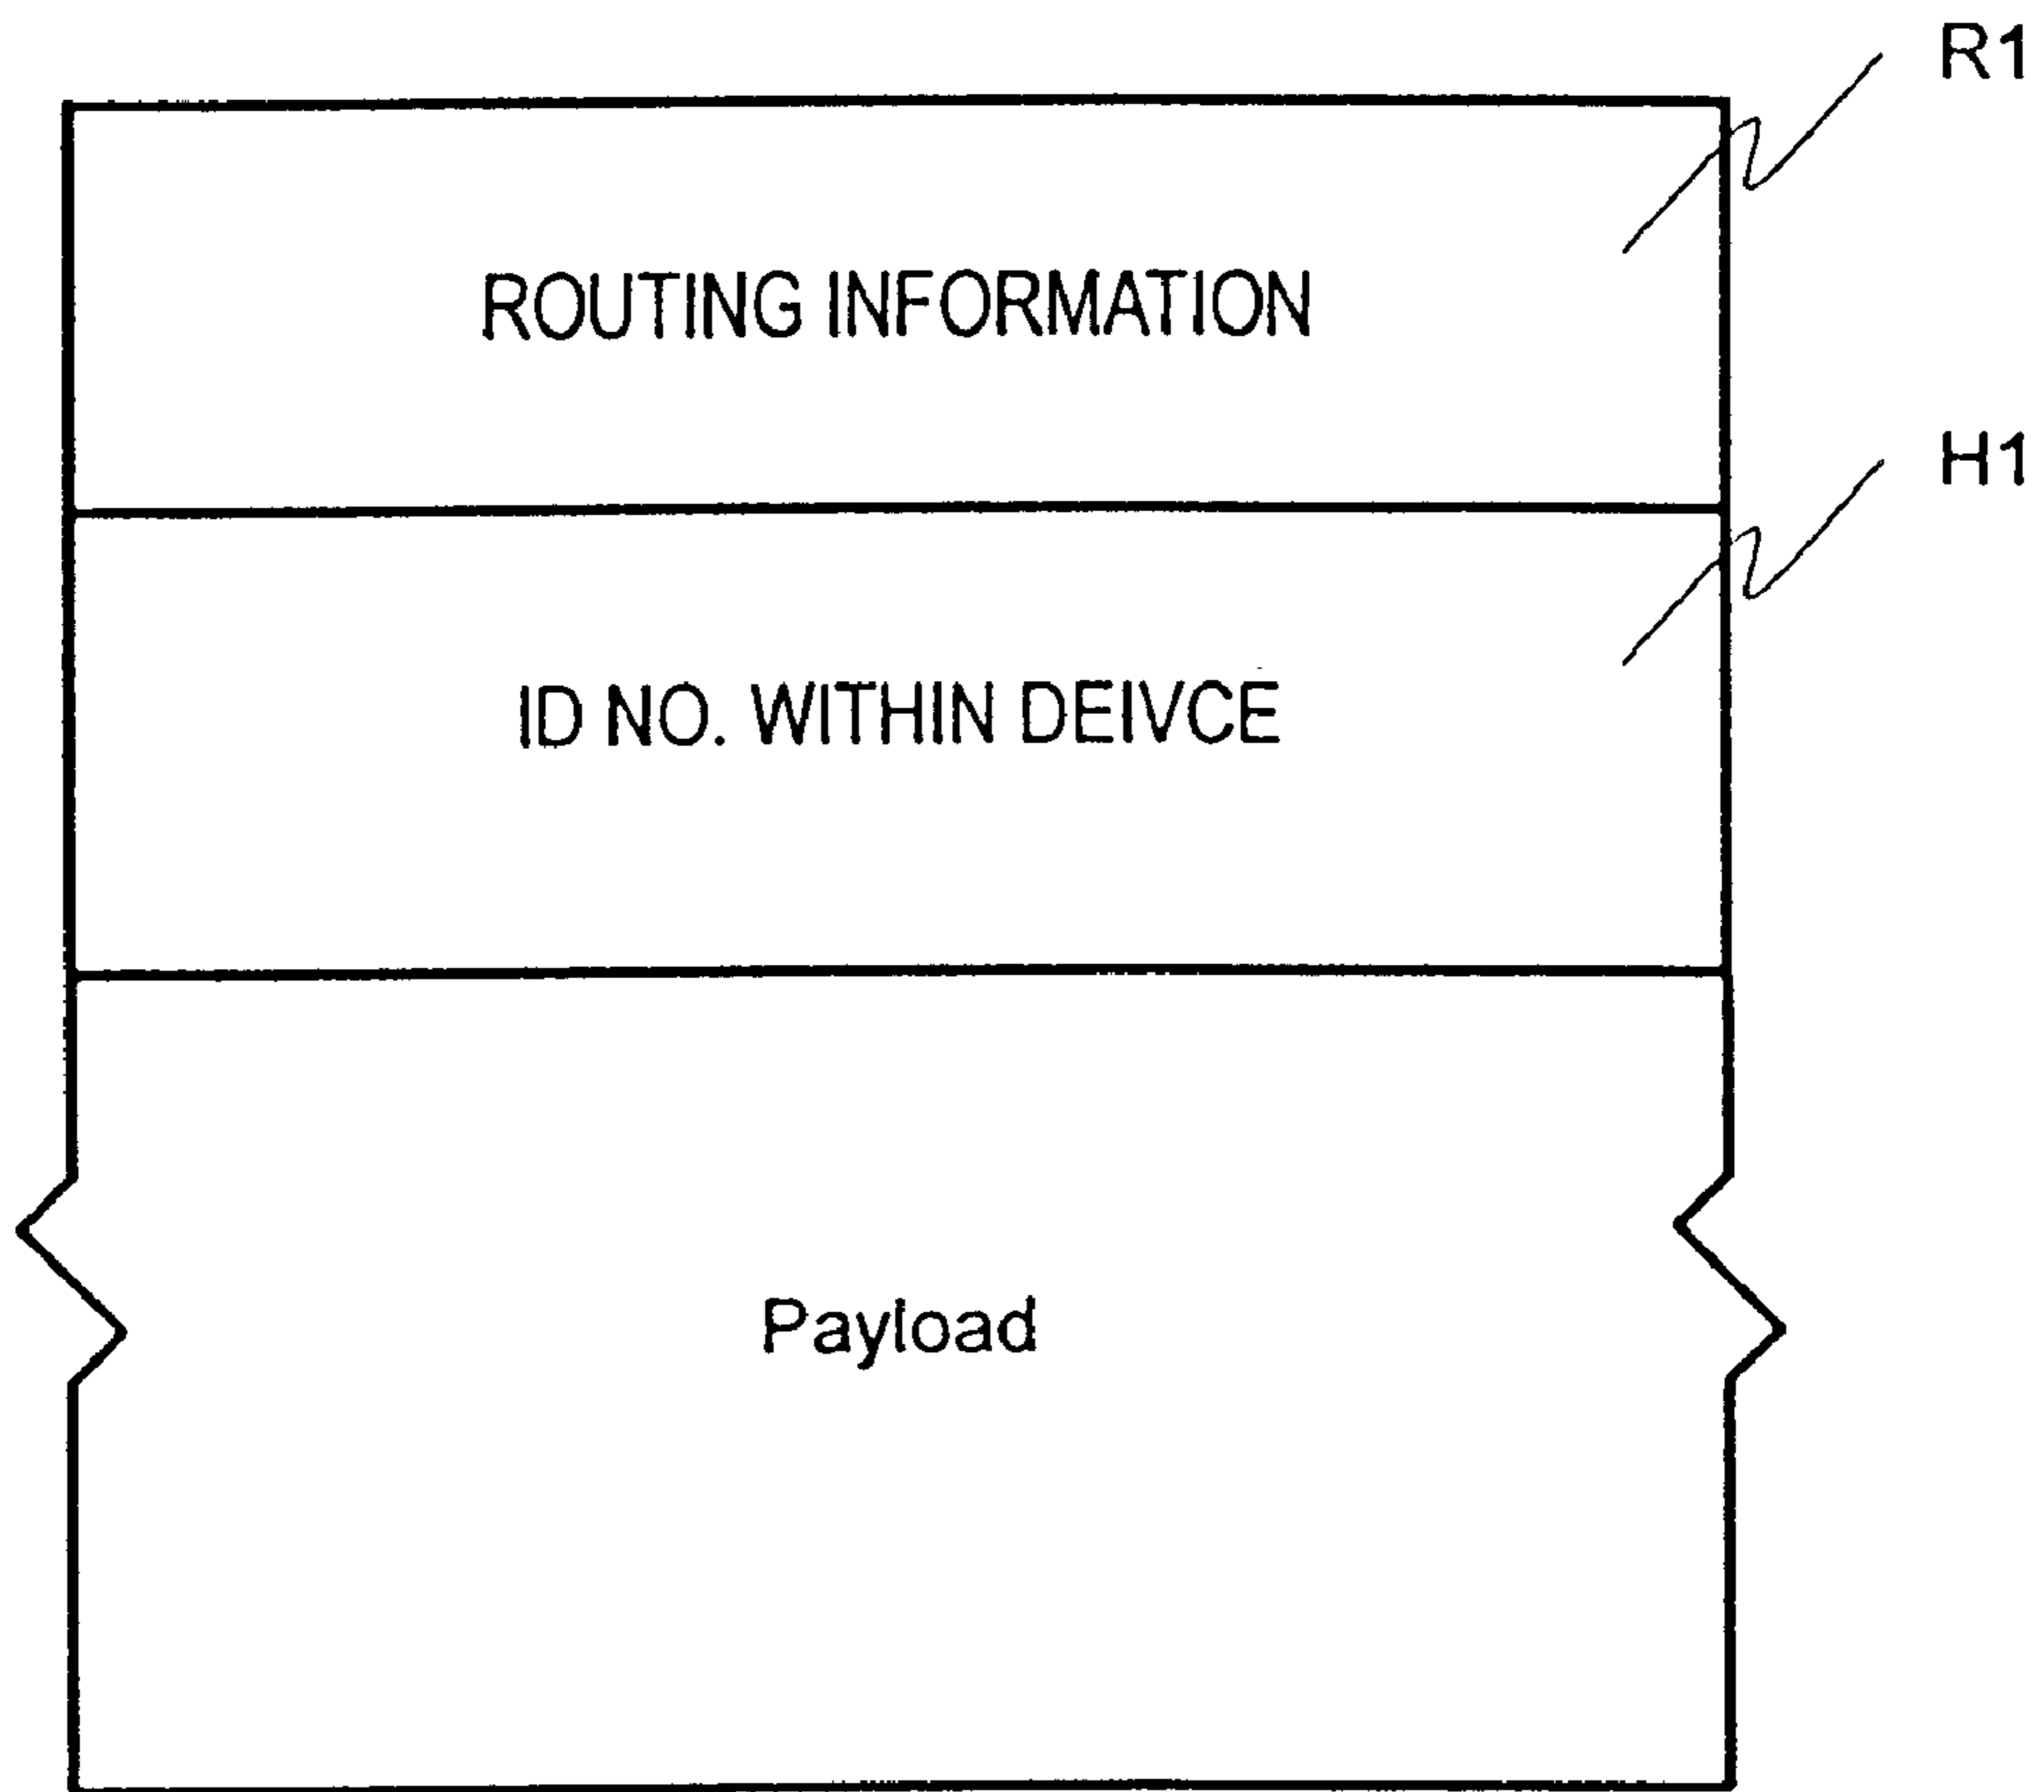 R1
ROUTING INFORMATION
H1
ID NO. WITHIN DEIVCE
Payload